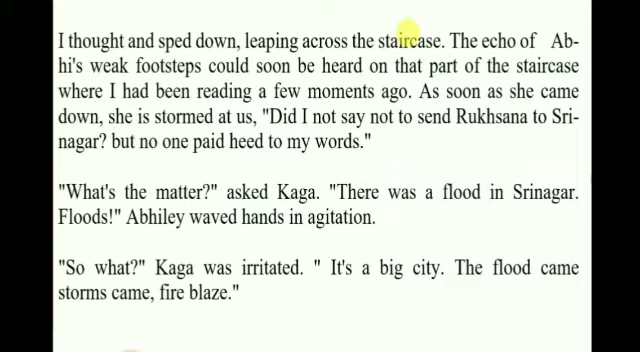 I thought and sped down, leaping across the staircase. The echo of Ab-
hi's weak footsteps could soon be heard on that part of the staircase
where I had been reading a few moments ago. As soon as she came
down, she is stormed at us, "Did I not say not to send Rukhsana to Sri-
nagar? but no one paid heed to my words."
"What's the matter?" asked Kaga. "There was a flood in Srinagar.
Floods!" Abhiley waved hands in agitation.
"So what?" Kaga was irritated. " It's a big city. The flood came
storms came, fire blaze."